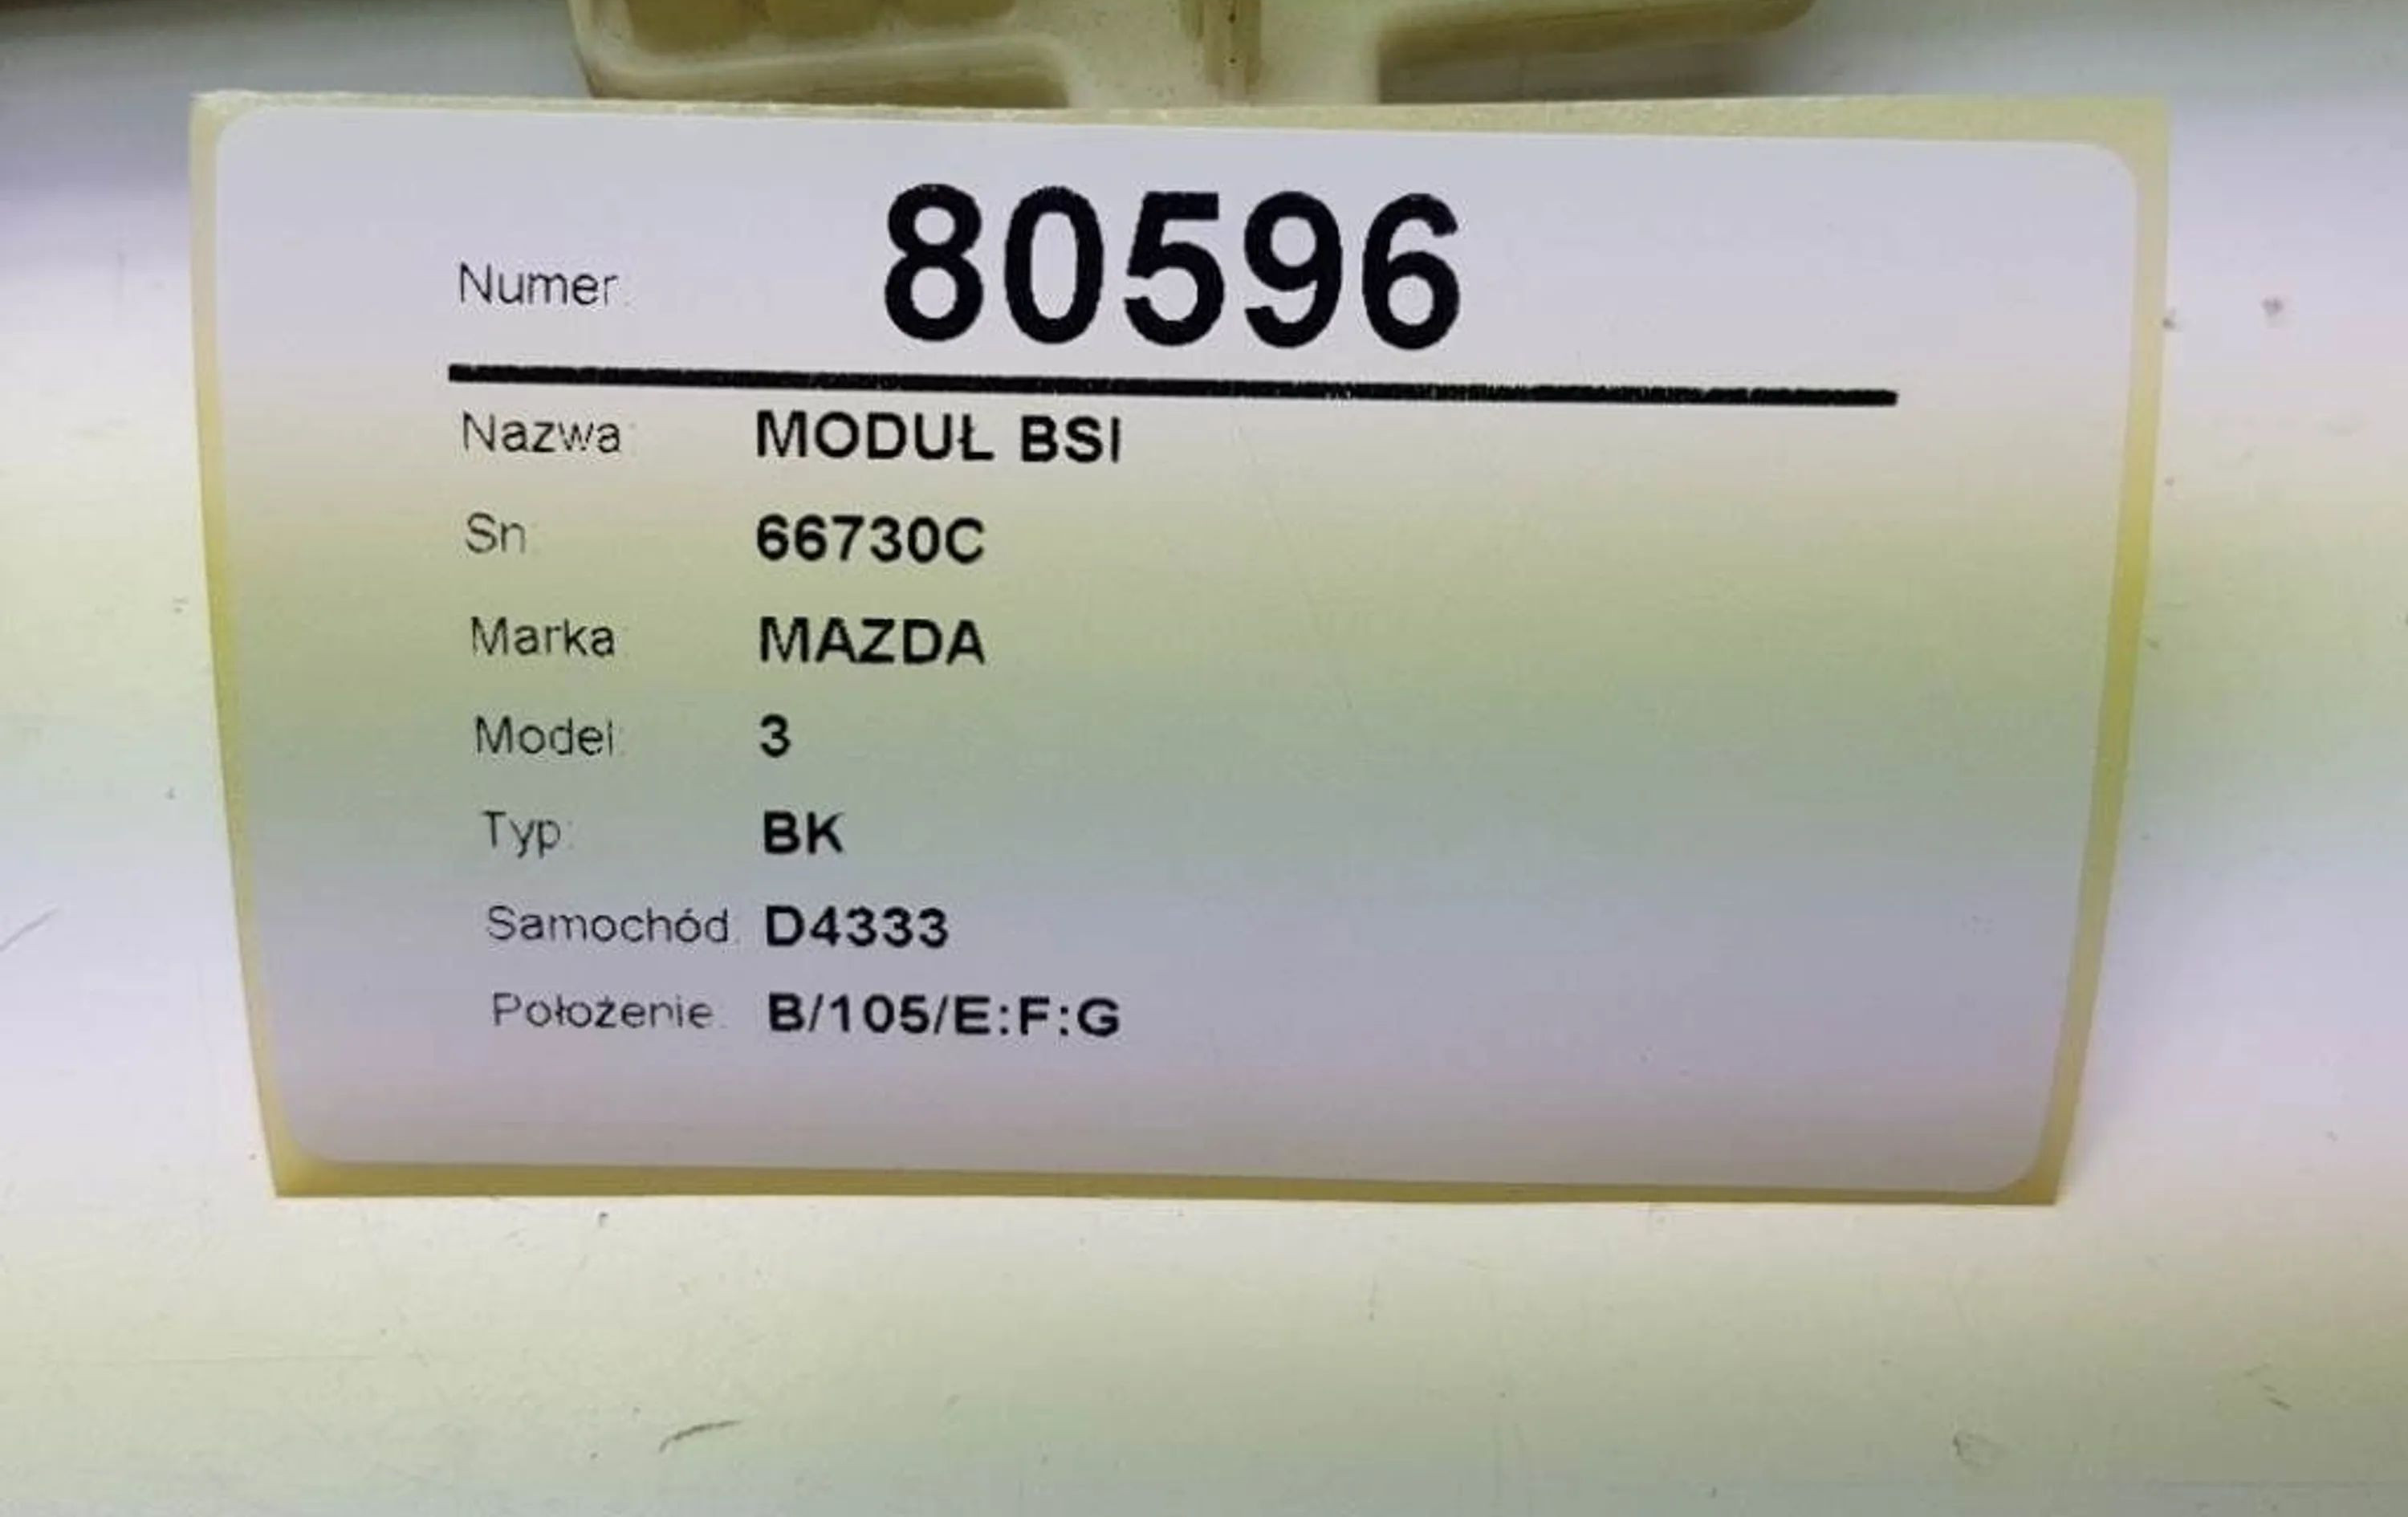 Numer: 80596
Nazwa: MODUŁ BSI
Sn: 66730C
Marka: MAZDA
Model: 3
Typ: BK
Samochód: D4333
Położenie: B/105/E:F:G